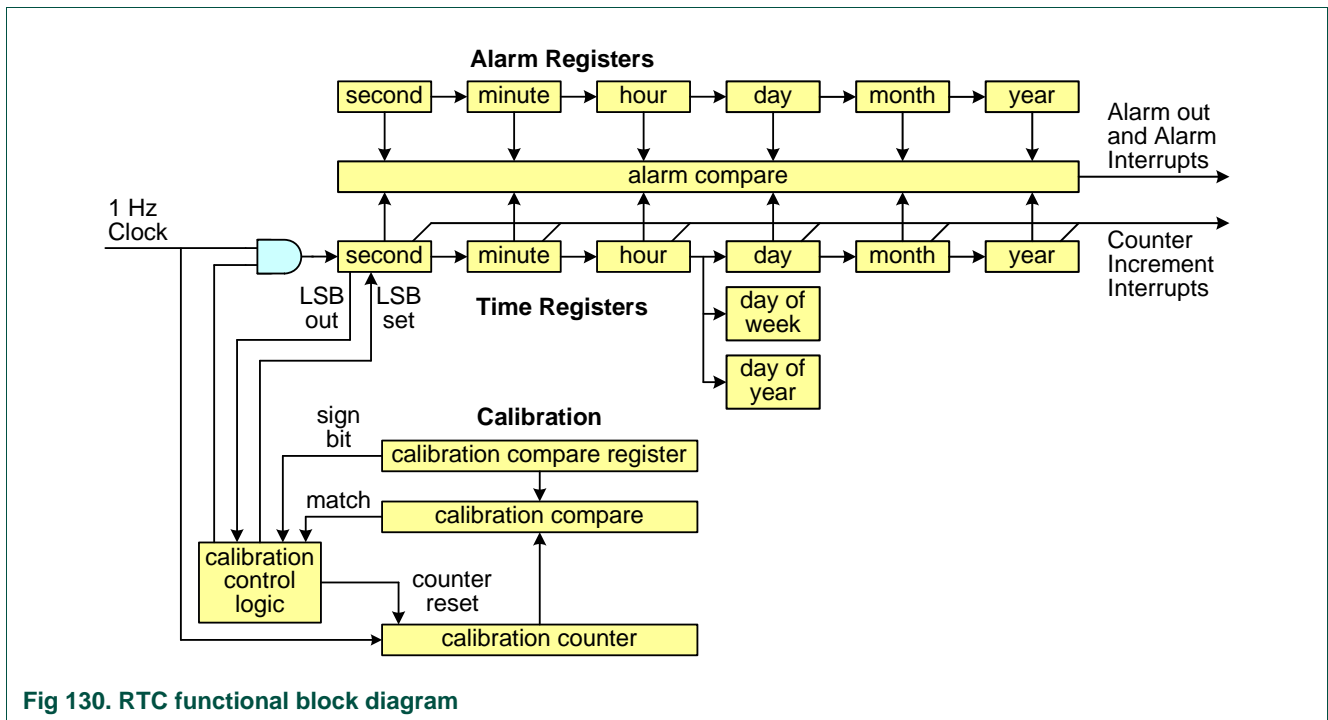 Alarm Registers
second
minute
hour
day
month
year
Alarm out
and Alarm
Interrupts
alarm compare
1 Hz
Clock
second
minute
hour
day
month
year
Counter
Increment
Interrupts
LSB
out
LSB
set
Time Registers
day of
week
day of
year
Calibration
sign
bit
calibration compare register
match
calibration compare
calibration
control
logic
counter
reset
calibration counter
Fig 130. RTC functional block diagram